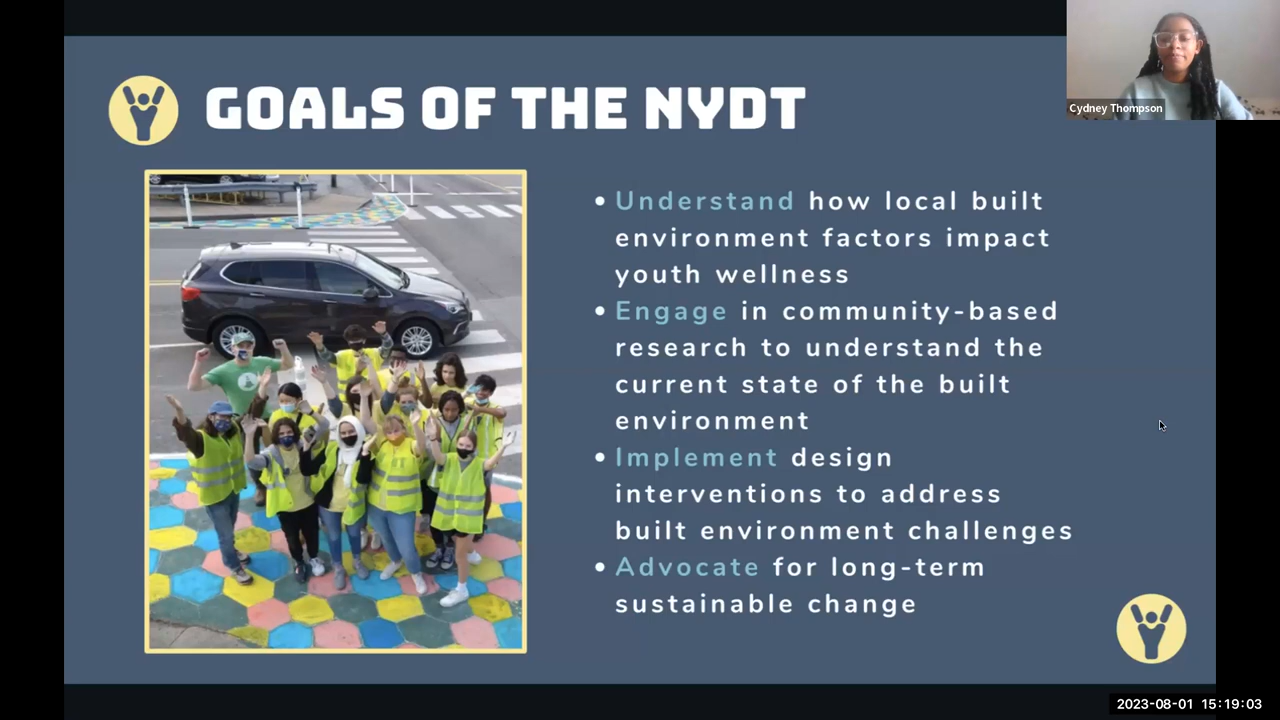 GOALS OF THE NYDT
Cydney Thompson
• Understand how local built
environment factors impact
youth wellness
• Engage in community-based
research to understand the
current state of the built
environment
• Implement design
interventions to address
built environment challenges
• Advocate for long-term
sustainable change
2023-08-01 15:19:03